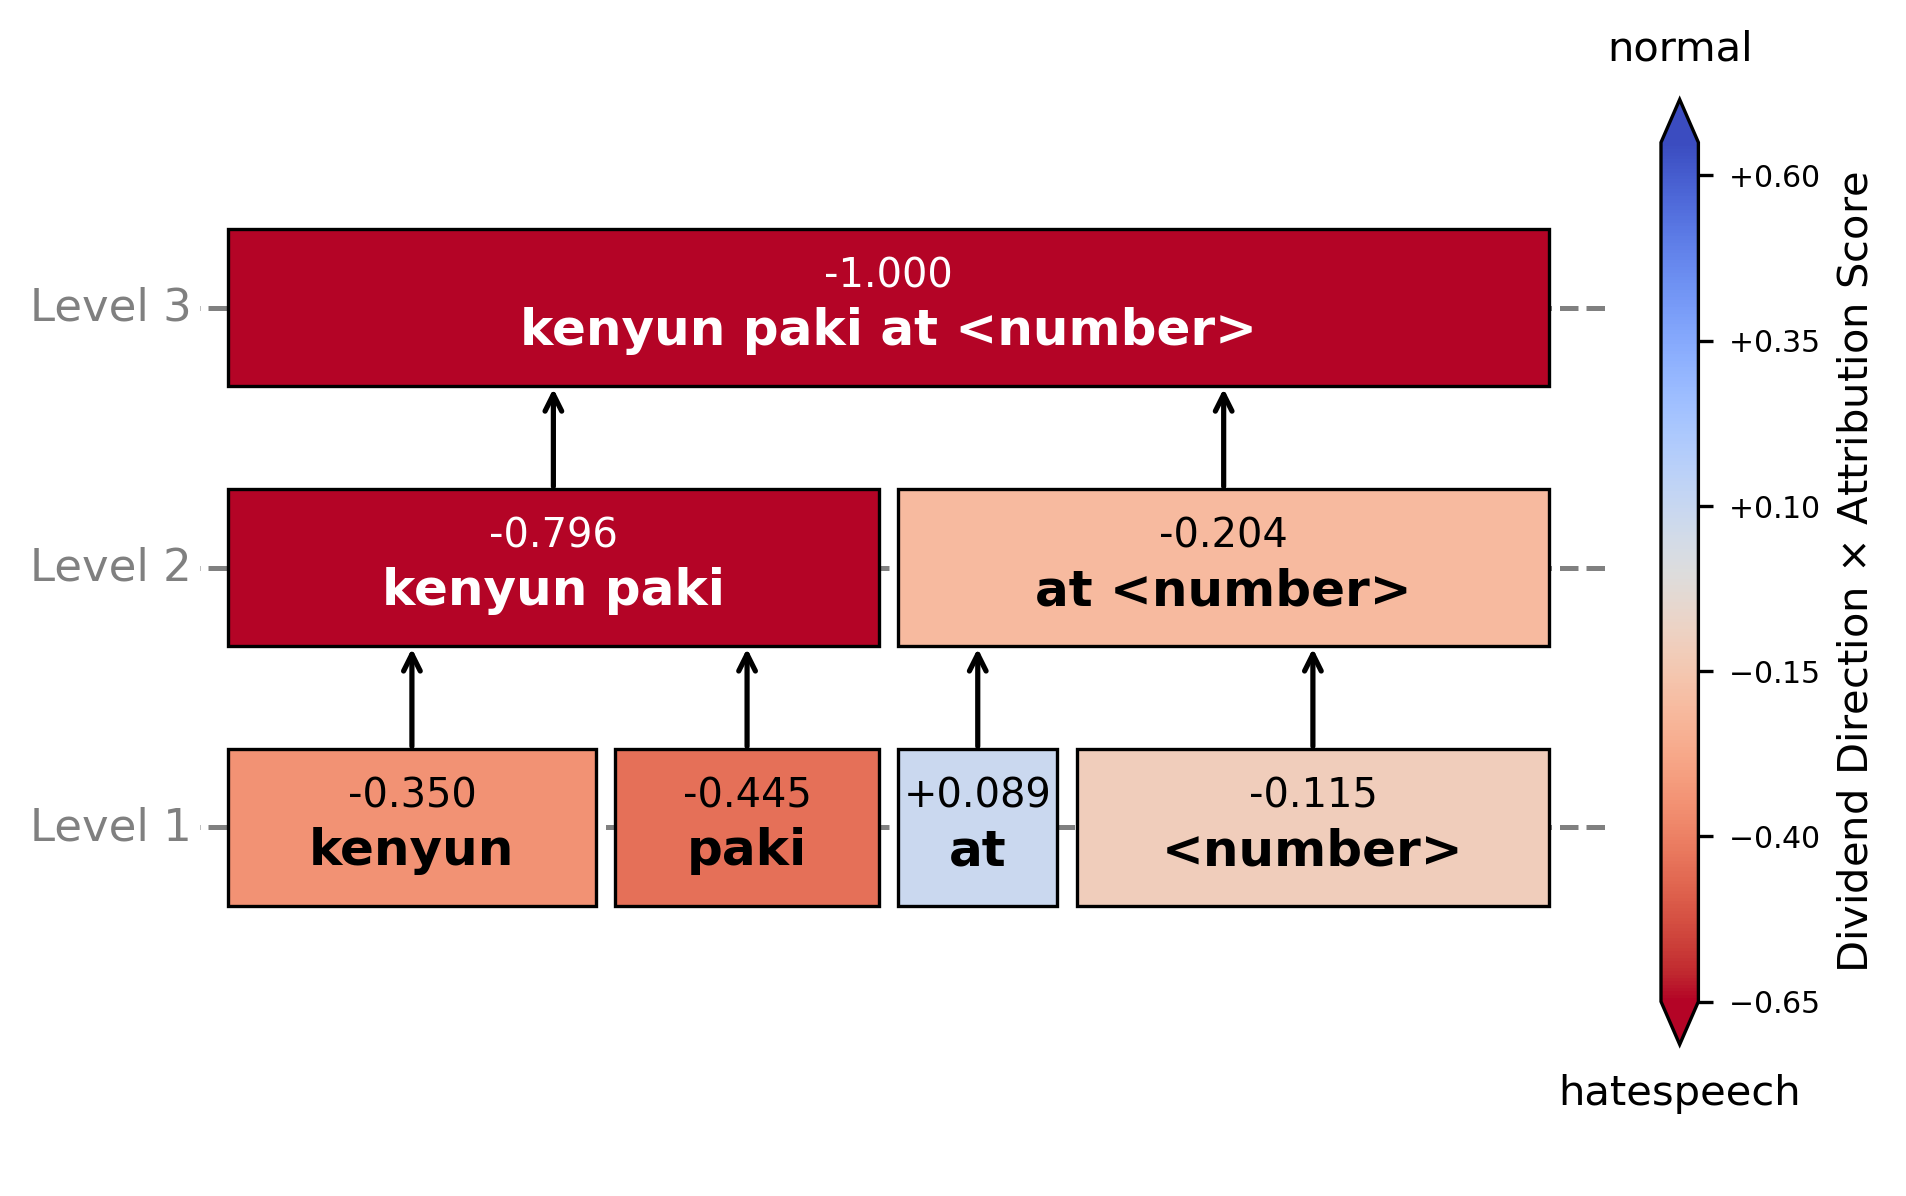 normal
Level 3
-1.000
kenyun paki at <number>
Level 2
-0.796
kenyun paki
-0.204
at <number>
Level 1
-0.350
kenyun
-0.445
paki
+0.089
at
-0.115
<number>
+0.60
+0.35
+0.10
−0.15
−0.40
−0.65
Dividend Direction × Attribution Score
hatespeech